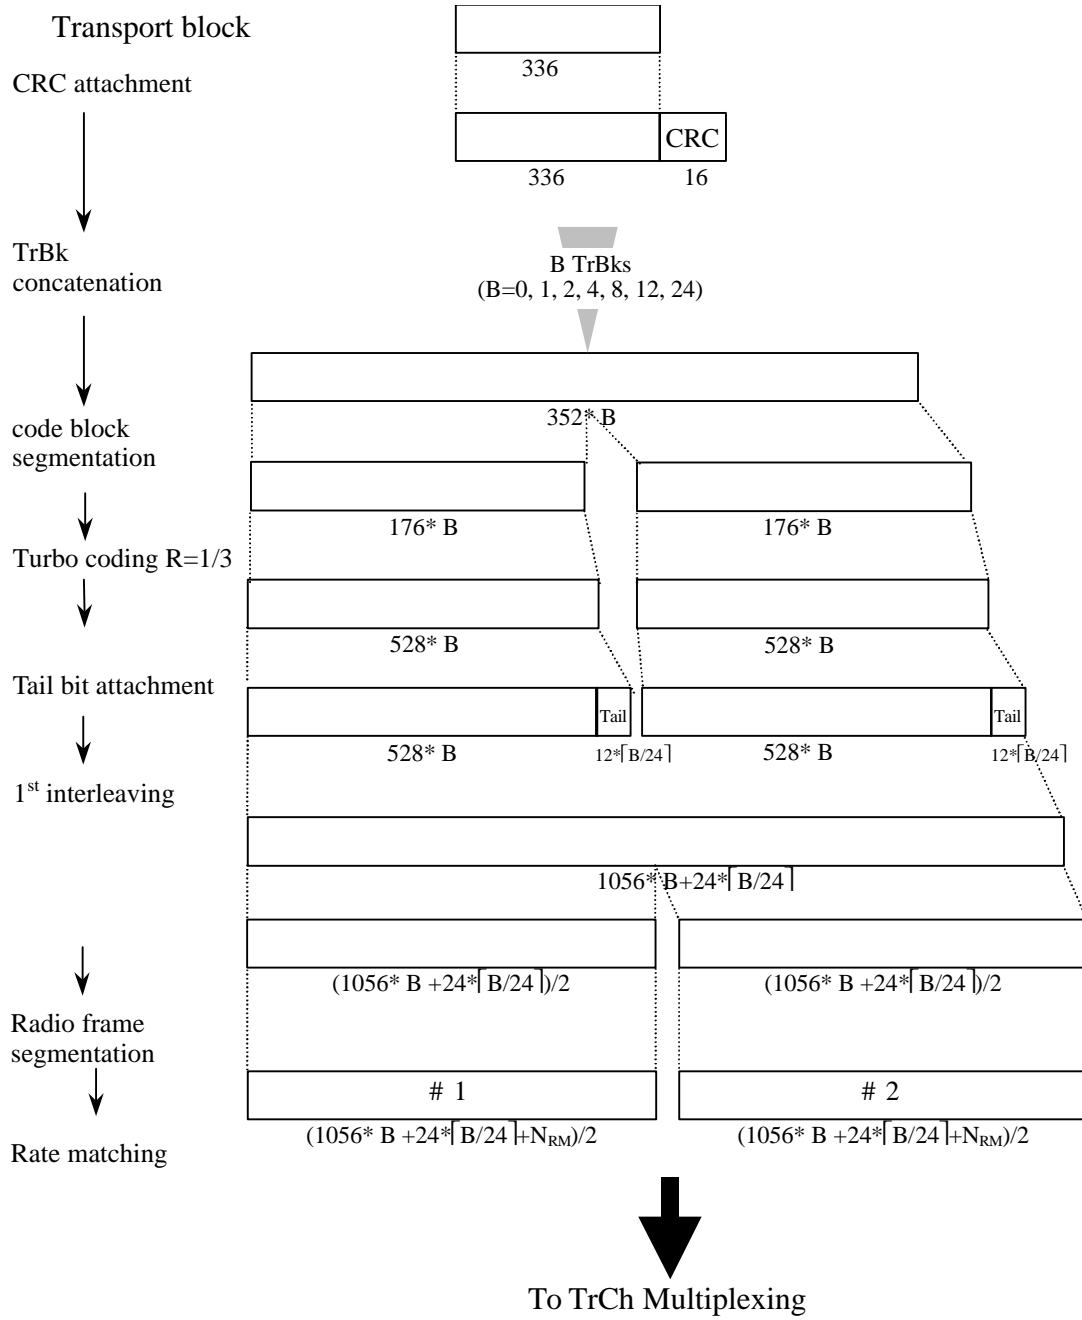 Transport block
336
CRC attachment
CRC
336 16
TrBk
concatenation
B TrBks
(B=0, 1, 2, 4, 8, 12, 24)
352* B
code block
segmentation
176* B 176* B
Turbo coding R=1/3
528* B 528* B
Tail bit attachment
Tail Tail
528* B 12*⌈B/24⌉ 528* B 12*⌈B/24⌉
1st interleaving
1056* B+24*⌈B/24⌉
(1056* B +24*⌈B/24⌉)/2 (1056* B +24*⌈B/24⌉)/2
Radio frame
segmentation
# 1 # 2
(1056* B +24*⌈B/24⌉+NRM)/2 (1056* B +24*⌈B/24⌉+NRM)/2
Rate matching
To TrCh Multiplexing